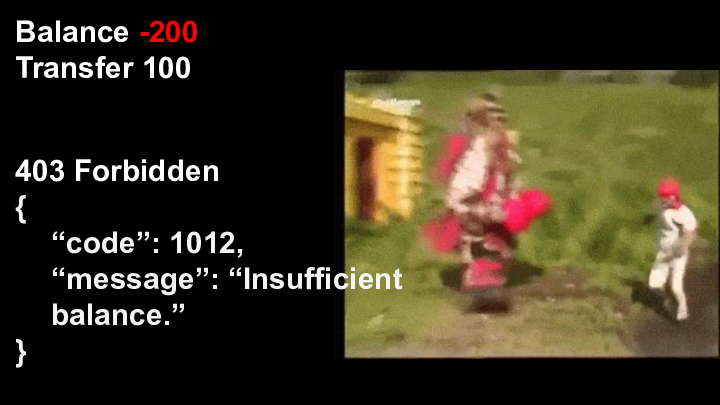 Balance -200
Transfer 100
403 Forbidden
{
“code”: 1012,
“message”: “Insufficient
balance.”
}